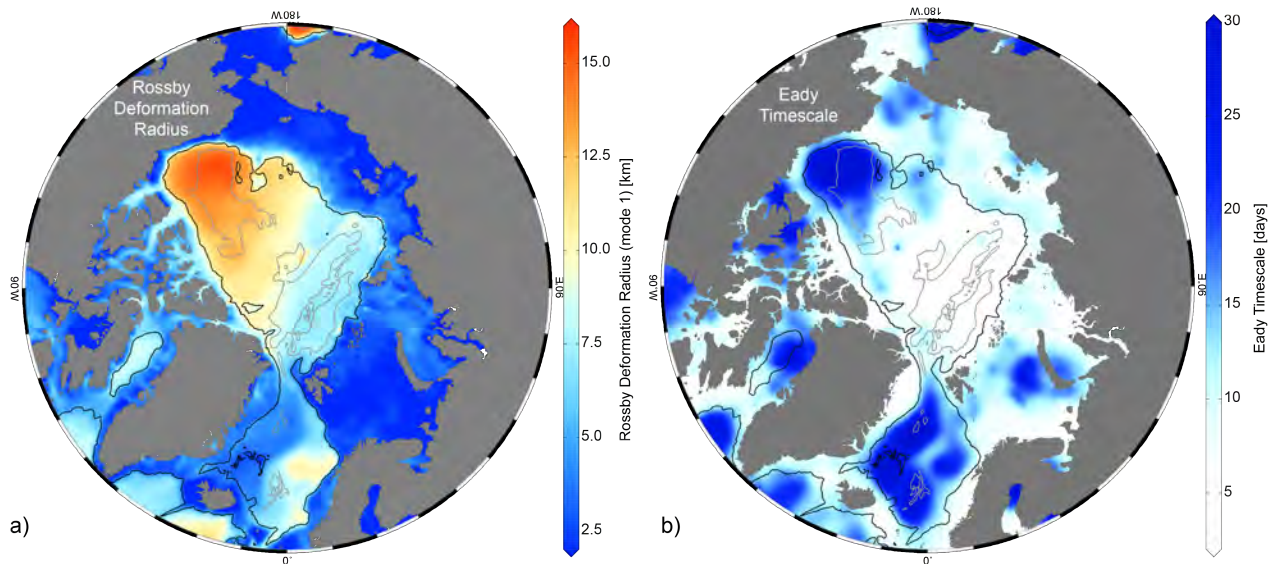 180°W
Rossby
Deformation
Radius
90°W
90°E
0°
a)
15.0
12.5
10.0
7.5
5.0
2.5
Rossby Deformation Radius (mode 1) [km]
180°W
Eady
Timescale
90°W
90°E
0°
b)
30
25
20
15
10
5
Eady Timescale [days]